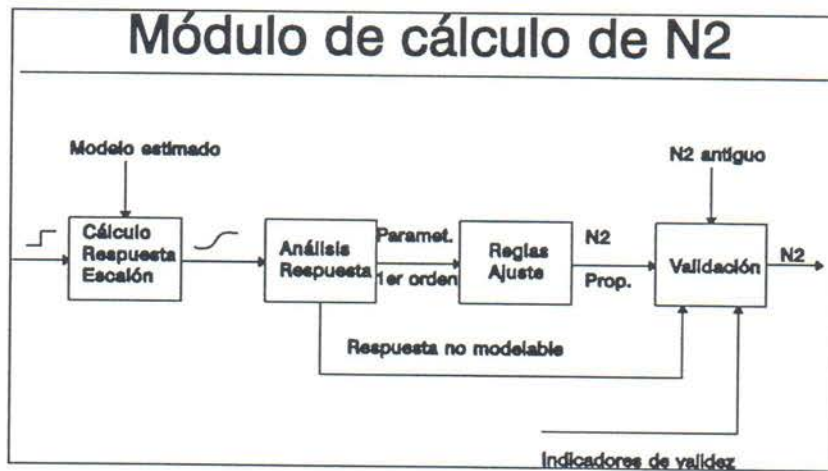 Módulo de cálculo de N2
Modelo estimado
N2 antiguo
Cálculo
Respuesta
Escalón
Análisis
Respuesta
Paramet.
1er orden
Reglas
Ajuste
N2
Prop.
Validación
N2
Respuesta no modelable
Indicadores de validez